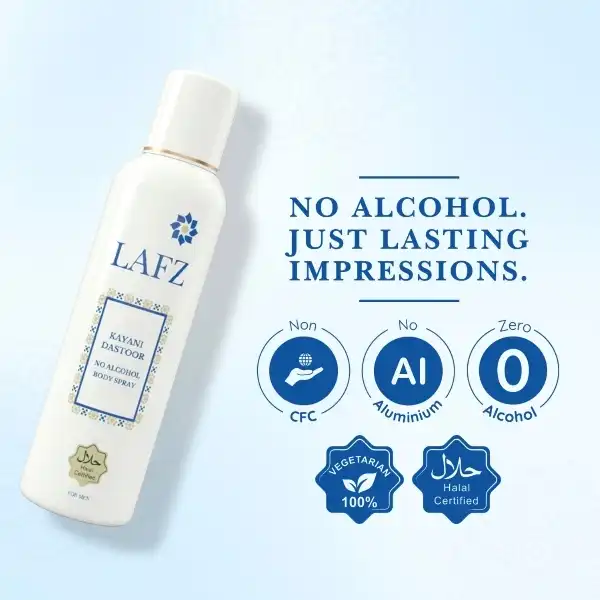 LAFZ
KAYANI
DASTOOR
NO ALCOHOL
BODY SPRAY
حلال
Halal
Certified
FOR MEN
NO ALCOHOL.
JUST LASTING
IMPRESSIONS.
Non
CFC
No
Al
Aluminium
Zero
0
Alcohol
VEGETARIAN
100%
حلال
Halal
Certified